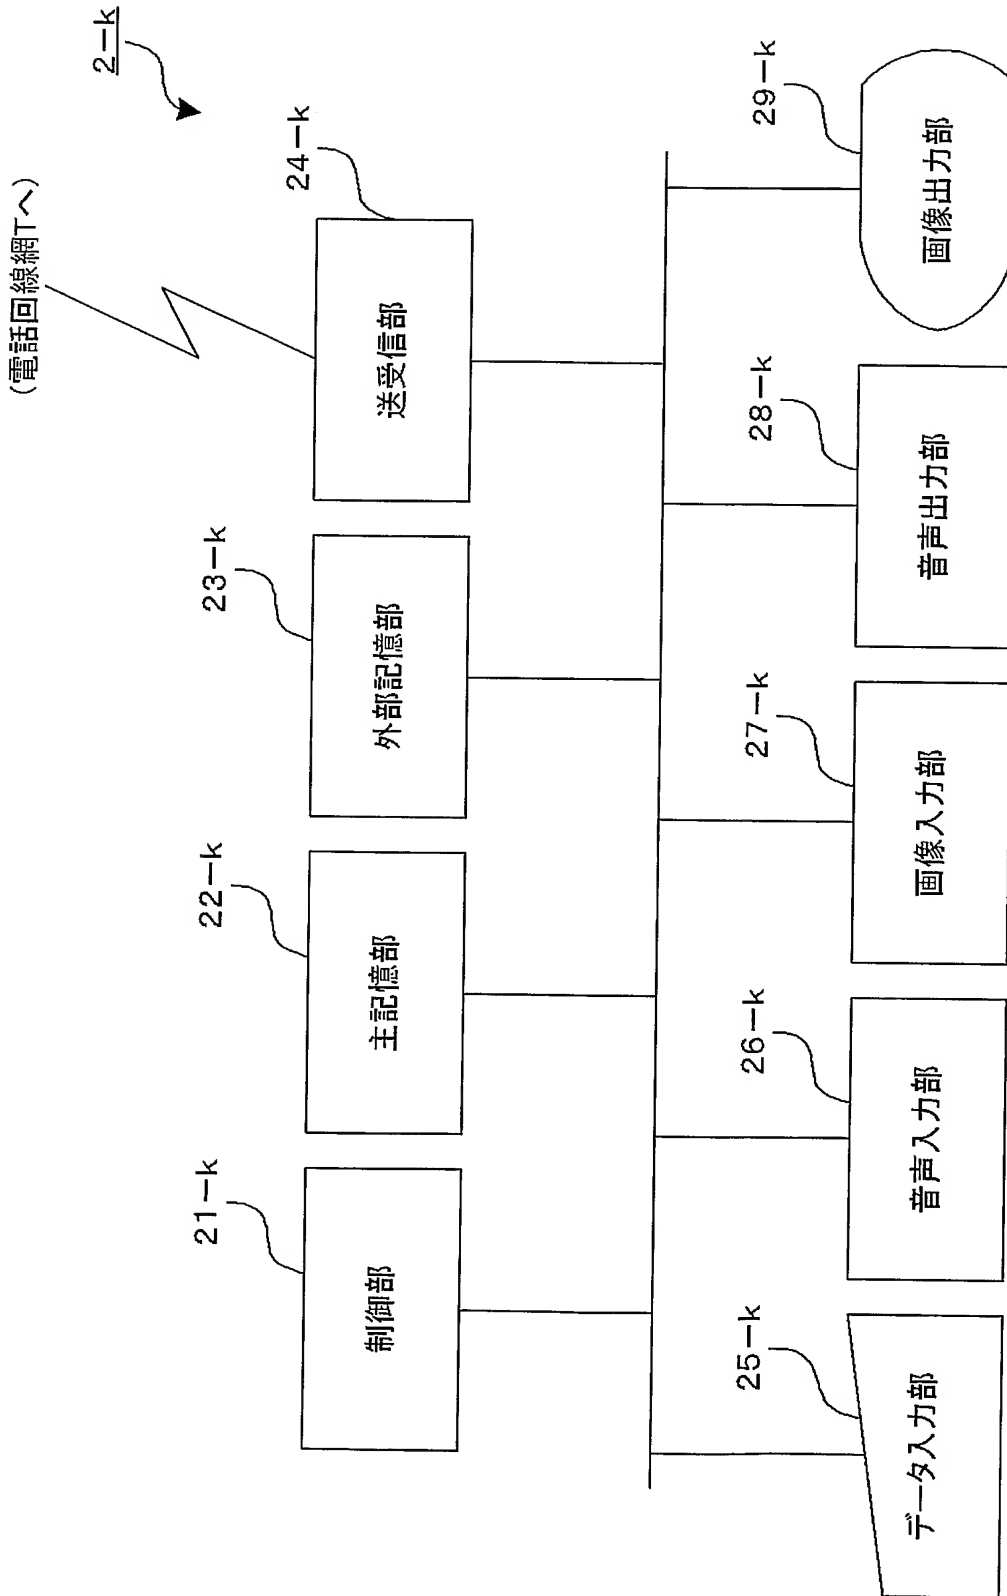 (電話回線網Tへ)
2-k
21-k
22-k
23-k
24-k
制御部
主記憶部
外部記憶部
送受信部
25-k
26-k
27-k
28-k
29-k
データ入力部
音声入力部
画像入力部
音声出力部
画像出力部